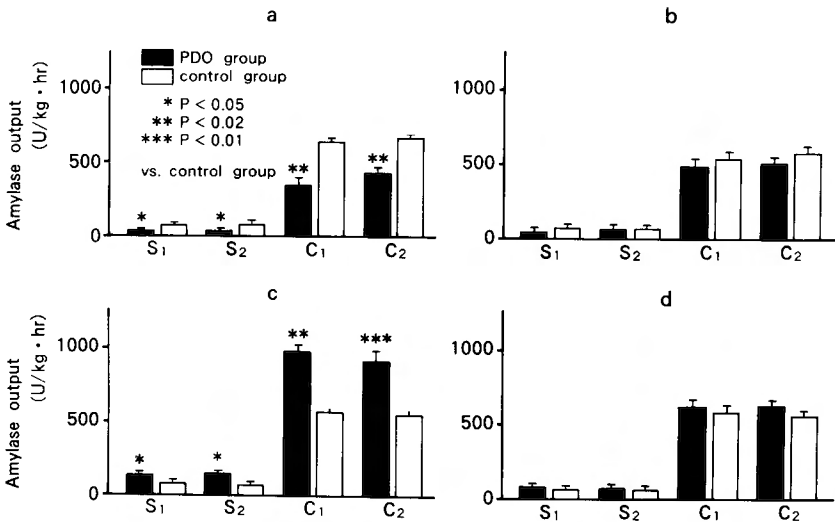 a
PDO group
control group
* P < 0.05
** P < 0.02
*** P < 0.01
vs. control group
Amylase output
(U/kg・hr)
1000
500
0
*
*
**
**
S1
S2
C1
C2
b
1000
500
0
S1
S2
C1
C2
c
Amylase output
(U/kg・hr)
1000
500
0
*
*
**
***
S1
S2
C1
C2
d
1000
500
0
S1
S2
C1
C2